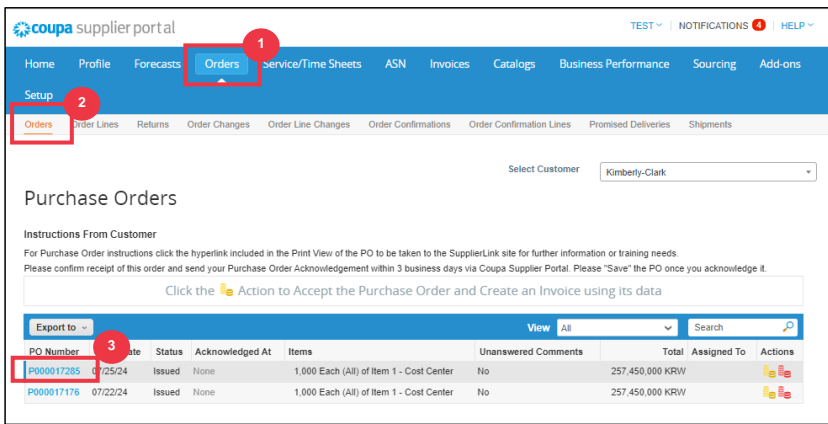 coupa supplier portal
TEST NOTIFICATIONS 4 HELP
1
Home Profile Forecasts Orders Service/Time Sheets ASN Invoices Catalogs Business Performance Sourcing Add-ons
Setup
2
Orders Order Lines Returns Order Changes Order Line Changes Order Confirmations Order Confirmation Lines Promised Deliveries Shipments
Select Customer Kimberly-Clark
Purchase Orders
Instructions From Customer
For Purchase Order instructions click the hyperlink included in the Print View of the PO to be taken to the SupplierLink site for further information or training needs.
Please confirm receipt of this order and send your Purchase Order Acknowledgement within 3 business days via Coupa Supplier Portal. Please "Save" the PO once you acknowledge it.
Click the Action to Accept the Purchase Order and Create an Invoice using its data
Export to View All Search
3
PO Number ate Status Acknowledged At Items Unanswered Comments Total Assigned To Actions
P000017285 07/25/24 Issued None 1,000 Each (All) of Item 1 - Cost Center No 257,450,000 KRW
P000017176 07/22/24 Issued None 1,000 Each (All) of Item 1 - Cost Center No 257,450,000 KRW